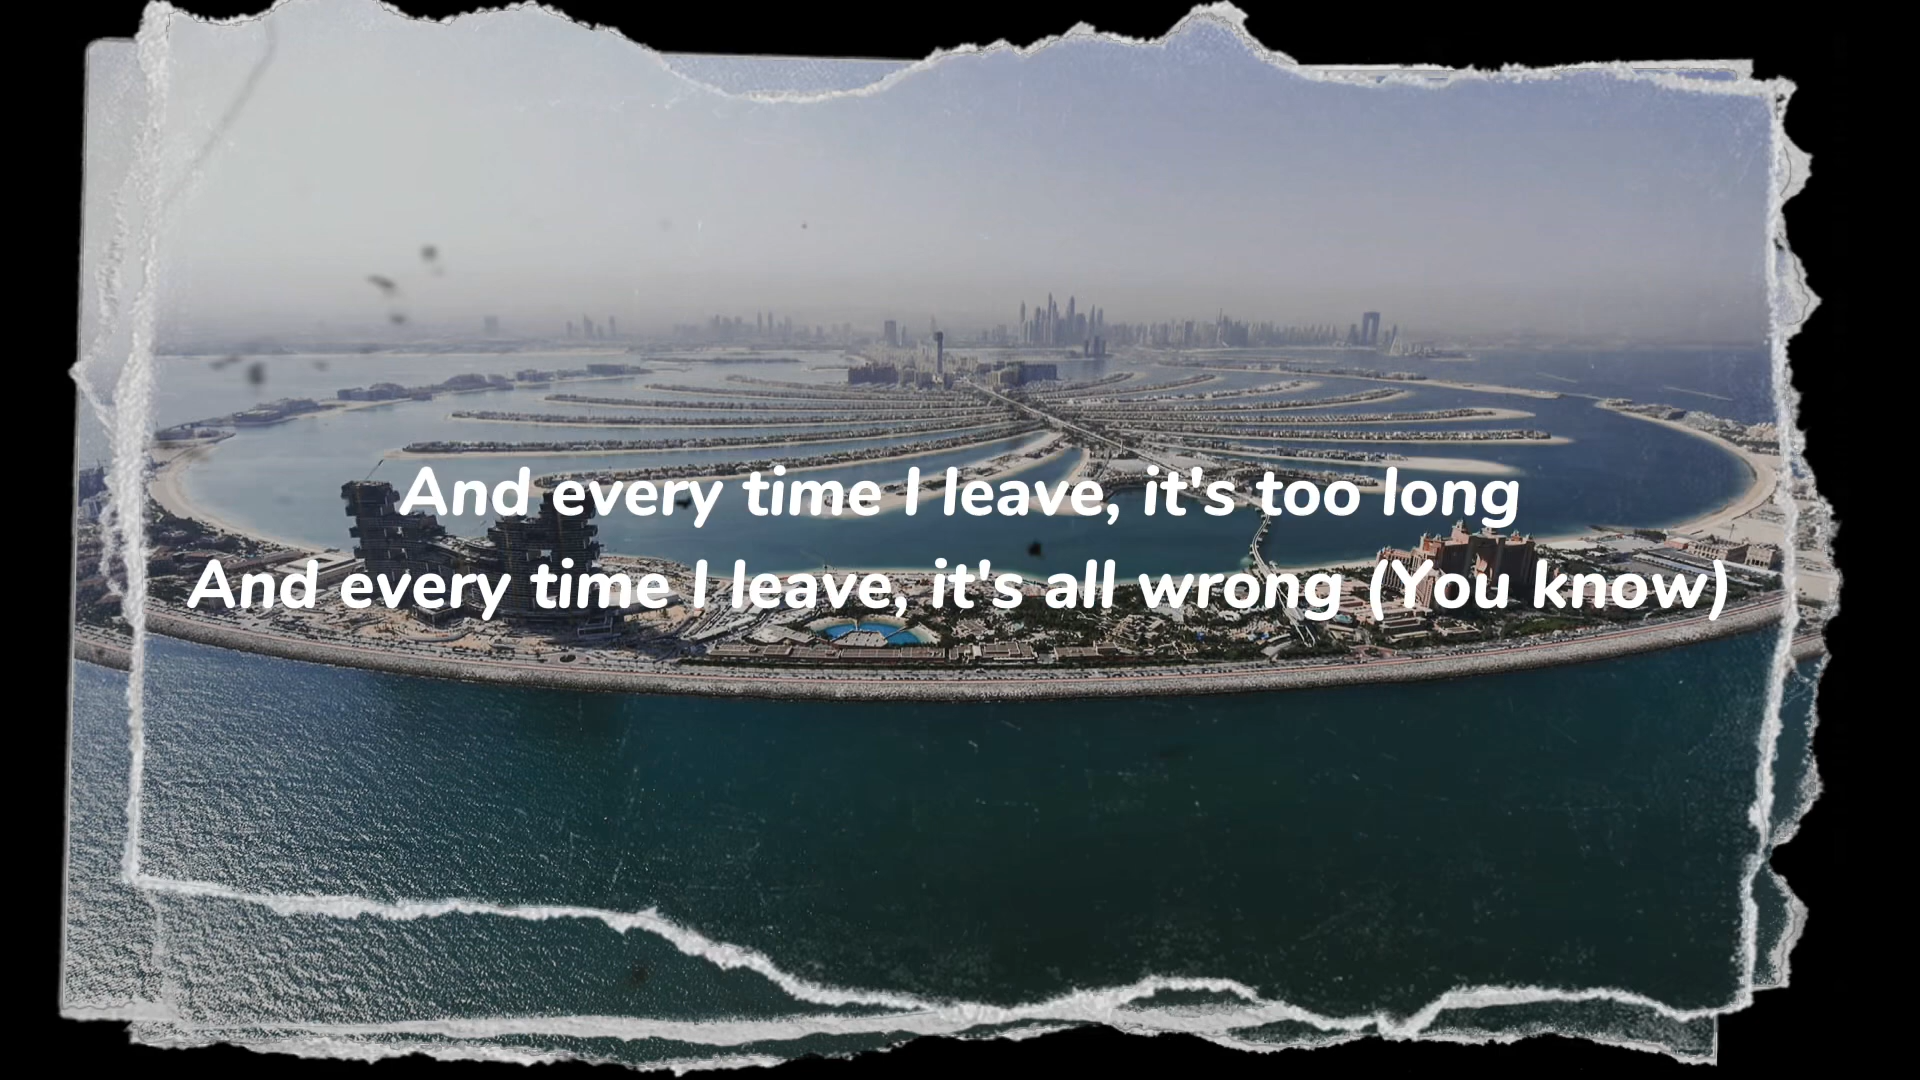 And every time I leave, it's too long
And every time I leave, it's all wrong (You know)